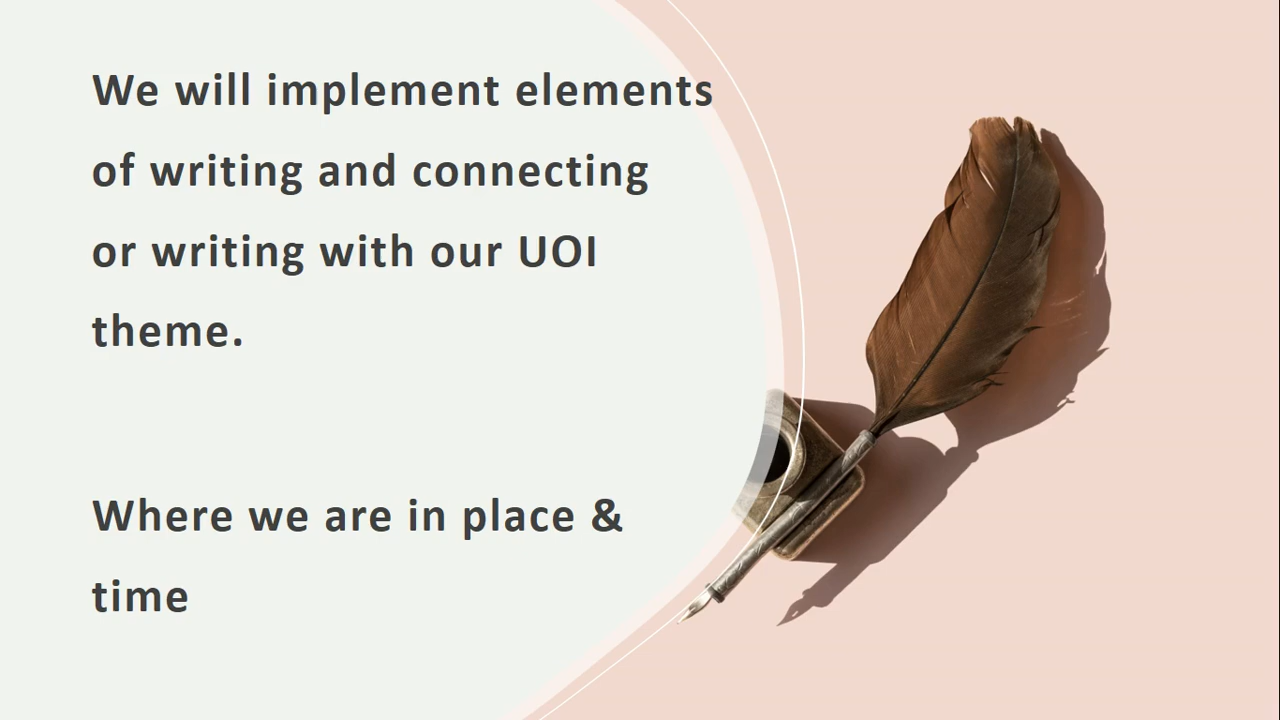 We will implement elements
of writing and connecting
or writing with our UOI
theme.
Where we are in place &
time